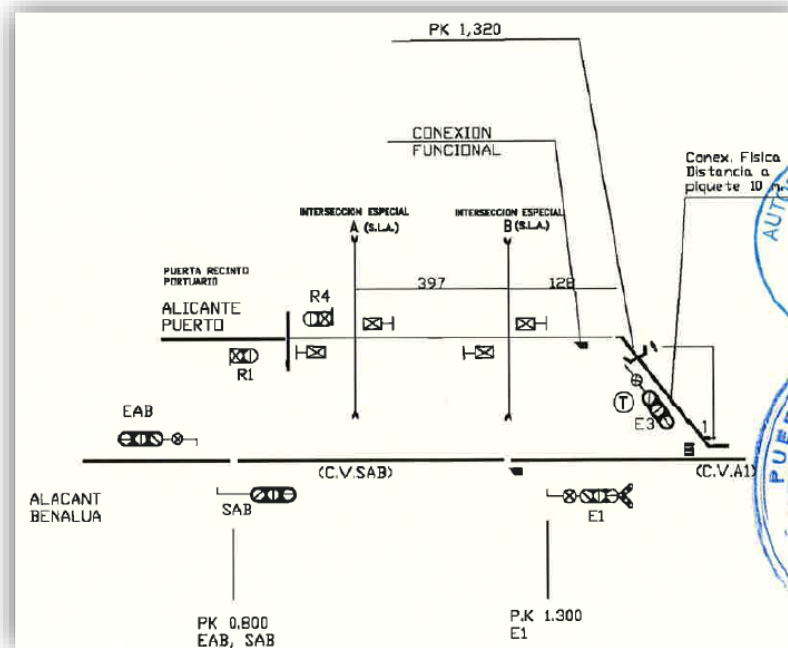 PK 1,320
CONEXION
FUNCIONAL
Conex. Fisica
Distancia a
piquete 10 m.
AUTO
INTERSECCION ESPECIAL
A (S.L.A.)
INTERSECCION ESPECIAL
B (S.L.A.)
PUERTA RECINTO
PORTUARIO
397
128
R4
ALICANTE
PUERTO
R1
T
E3
1
EAB
PUE
(C.V.SAB)
(C.V.A1)
ALACANT
BENALUA
SAB
E1
PK 0.800
EAB, SAB
P.K 1.300
E1